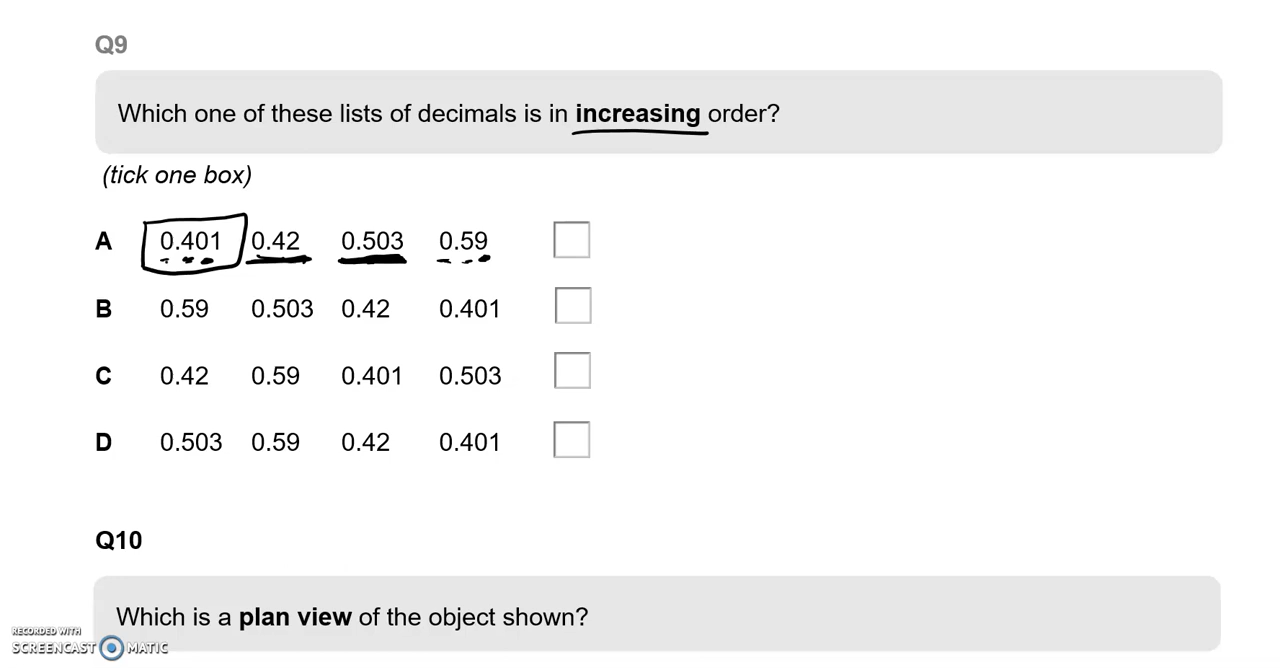 Q9
Which one of these lists of decimals is in increasing order?
(tick one box)
A 0.401 0.42 0.503 0.59
B 0.59 0.503 0.42 0.401
C 0.42 0.59 0.401 0.503
D 0.503 0.59 0.42 0.401
Q10
Which is a plan view of the object shown?
RECORDED WITH
SCREENCAST MATIC